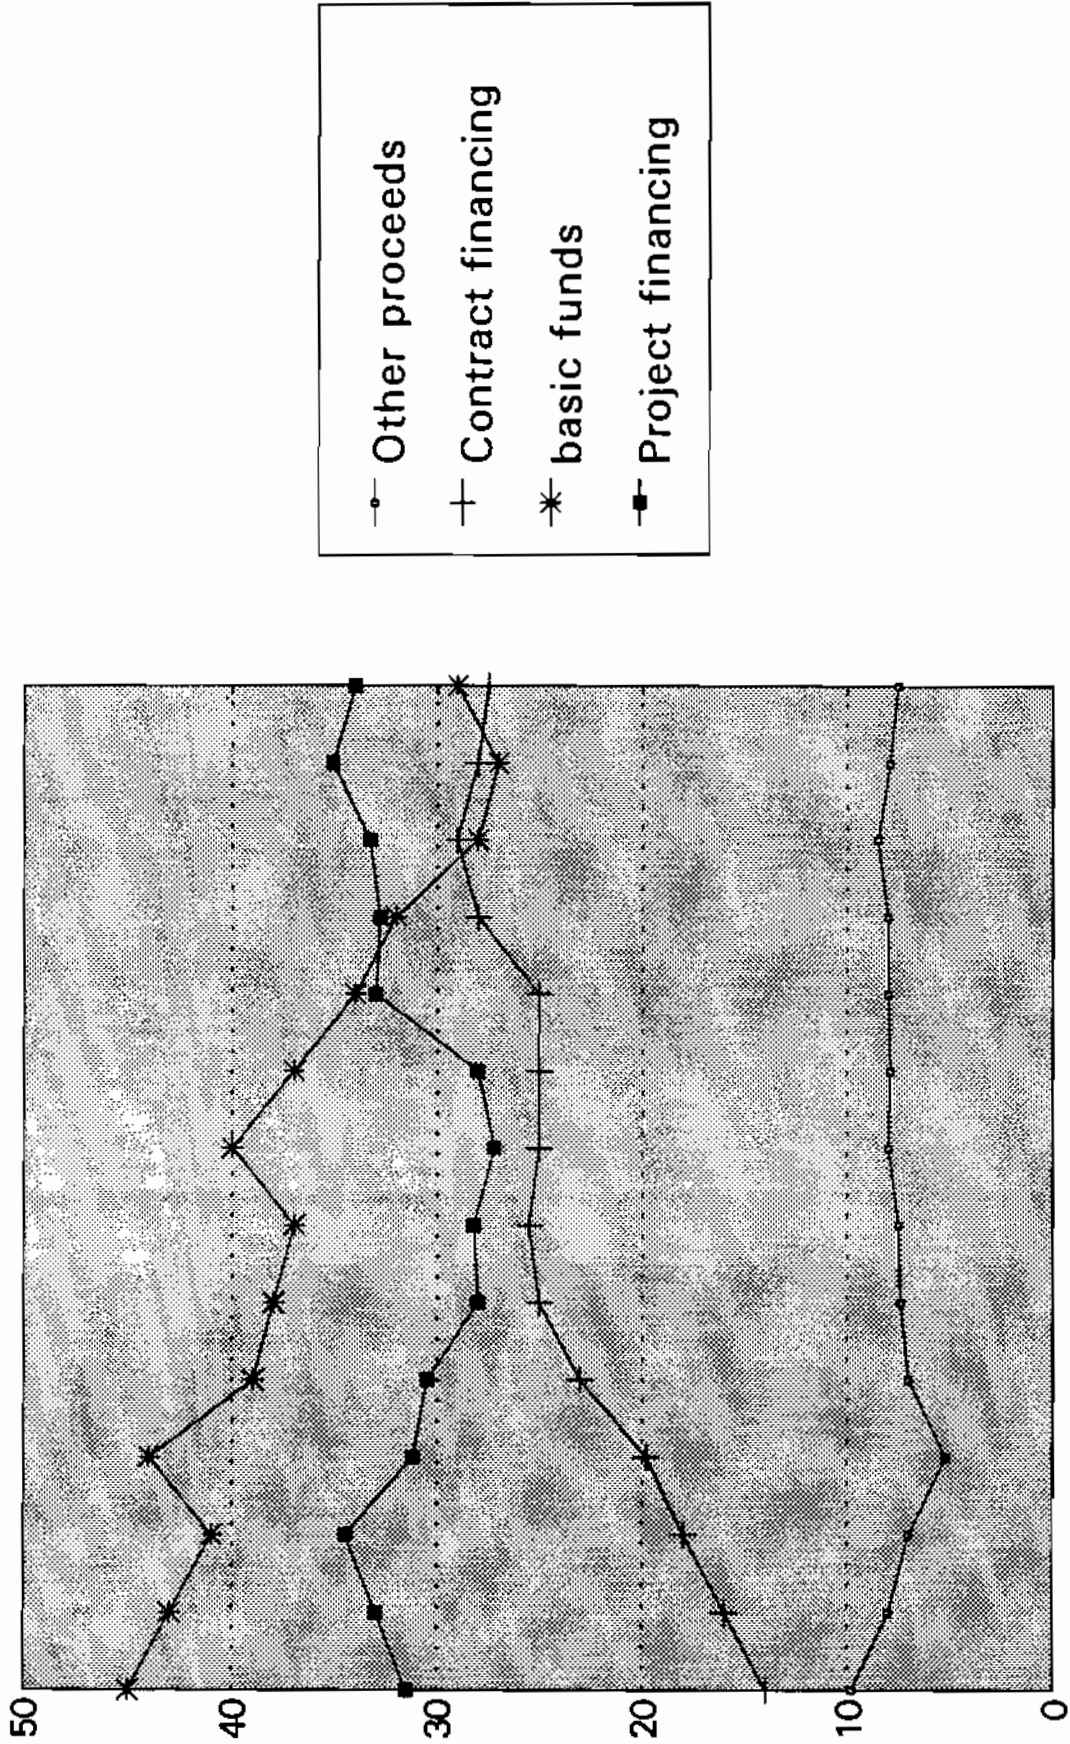 50
40
30
20
10
0
Other proceeds
Contract financing
basic funds
Project financing